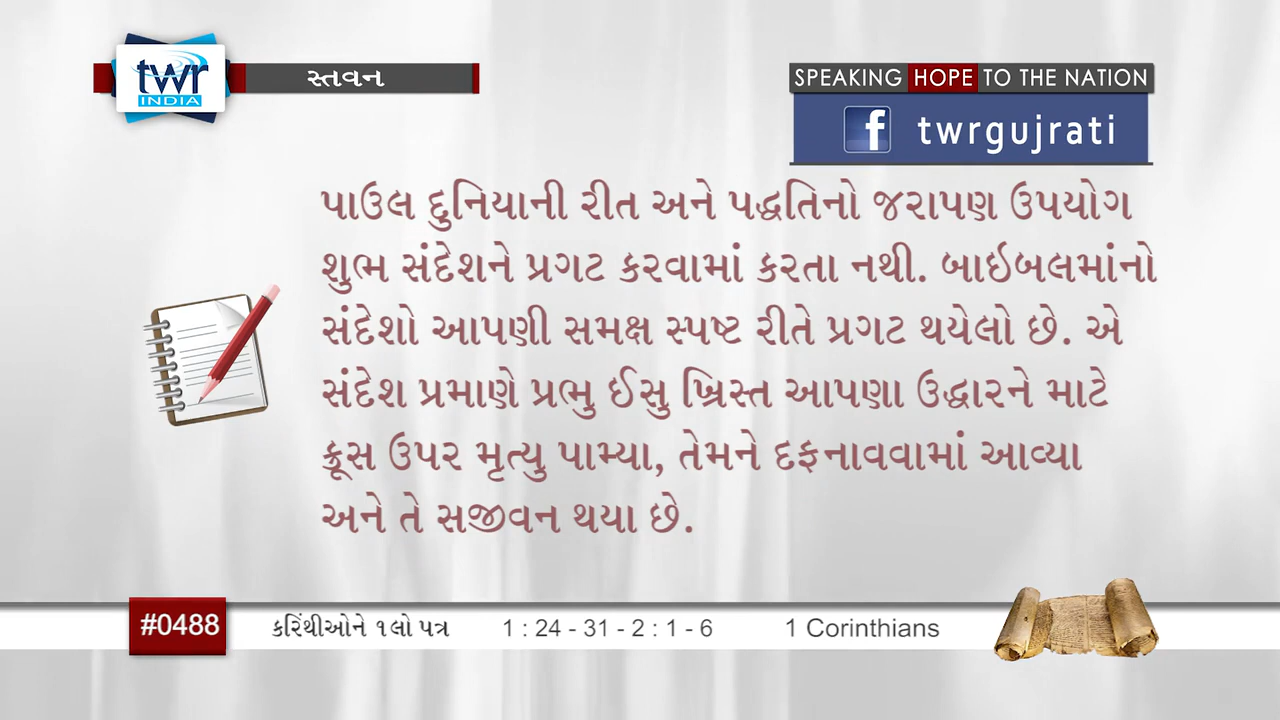 twr
INDIA
સ્તવન
SPEAKING HOPE TO THE NATION
f twrgujrati
પાઉલ દુનિયાની રીત અને પદ્ધતિનો જરાપણ ઉપયોગ
શુભ સંદેશને પ્રગટ કરવામાં કરતા નથી. બાઇબલમાંનો
સંદેશો આપણી સમક્ષ સ્પષ્ટ રીતે પ્રગટ થયેલો છે. એ
સંદેશ પ્રમાણે પ્રભુ ઈસુ ખ્રિસ્ત આપણા ઉદ્ધારને માટે
ક્રૂસ ઉપર મૃત્યુ પામ્યા, તેમને દફનાવવામાં આવ્યા
અને તે સજીવન થયા છે.
#0488 કરિંથીઓને ૧લો પત્ર 1 : 24 - 31 - 2 : 1 - 6 1 Corinthians